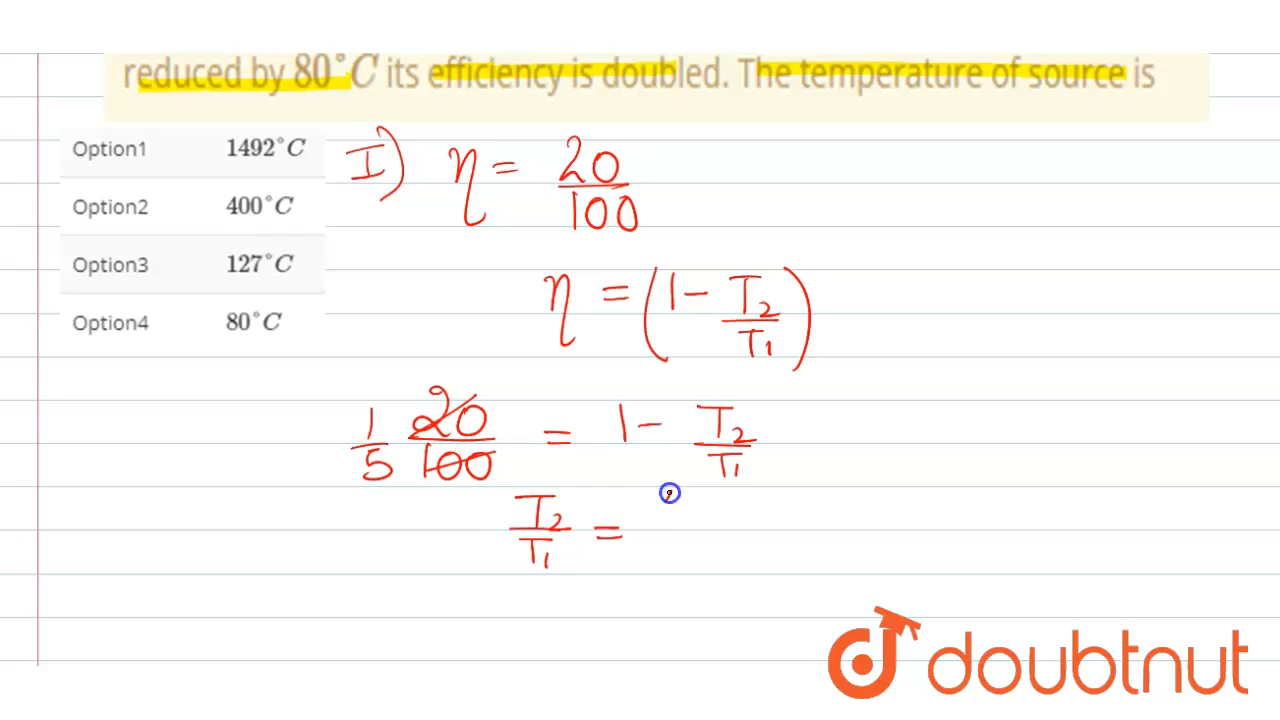 reduced by 80°C its efficiency is doubled. The temperature of source is
Option1 1492°C
Option2 400°C
Option3 127°C
Option4 80°C
I) η = 20/100
η = (1 - T₂/T₁)
1/5 20/100 = 1 - T₂/T₁
T₂/T₁ =
doubtnut